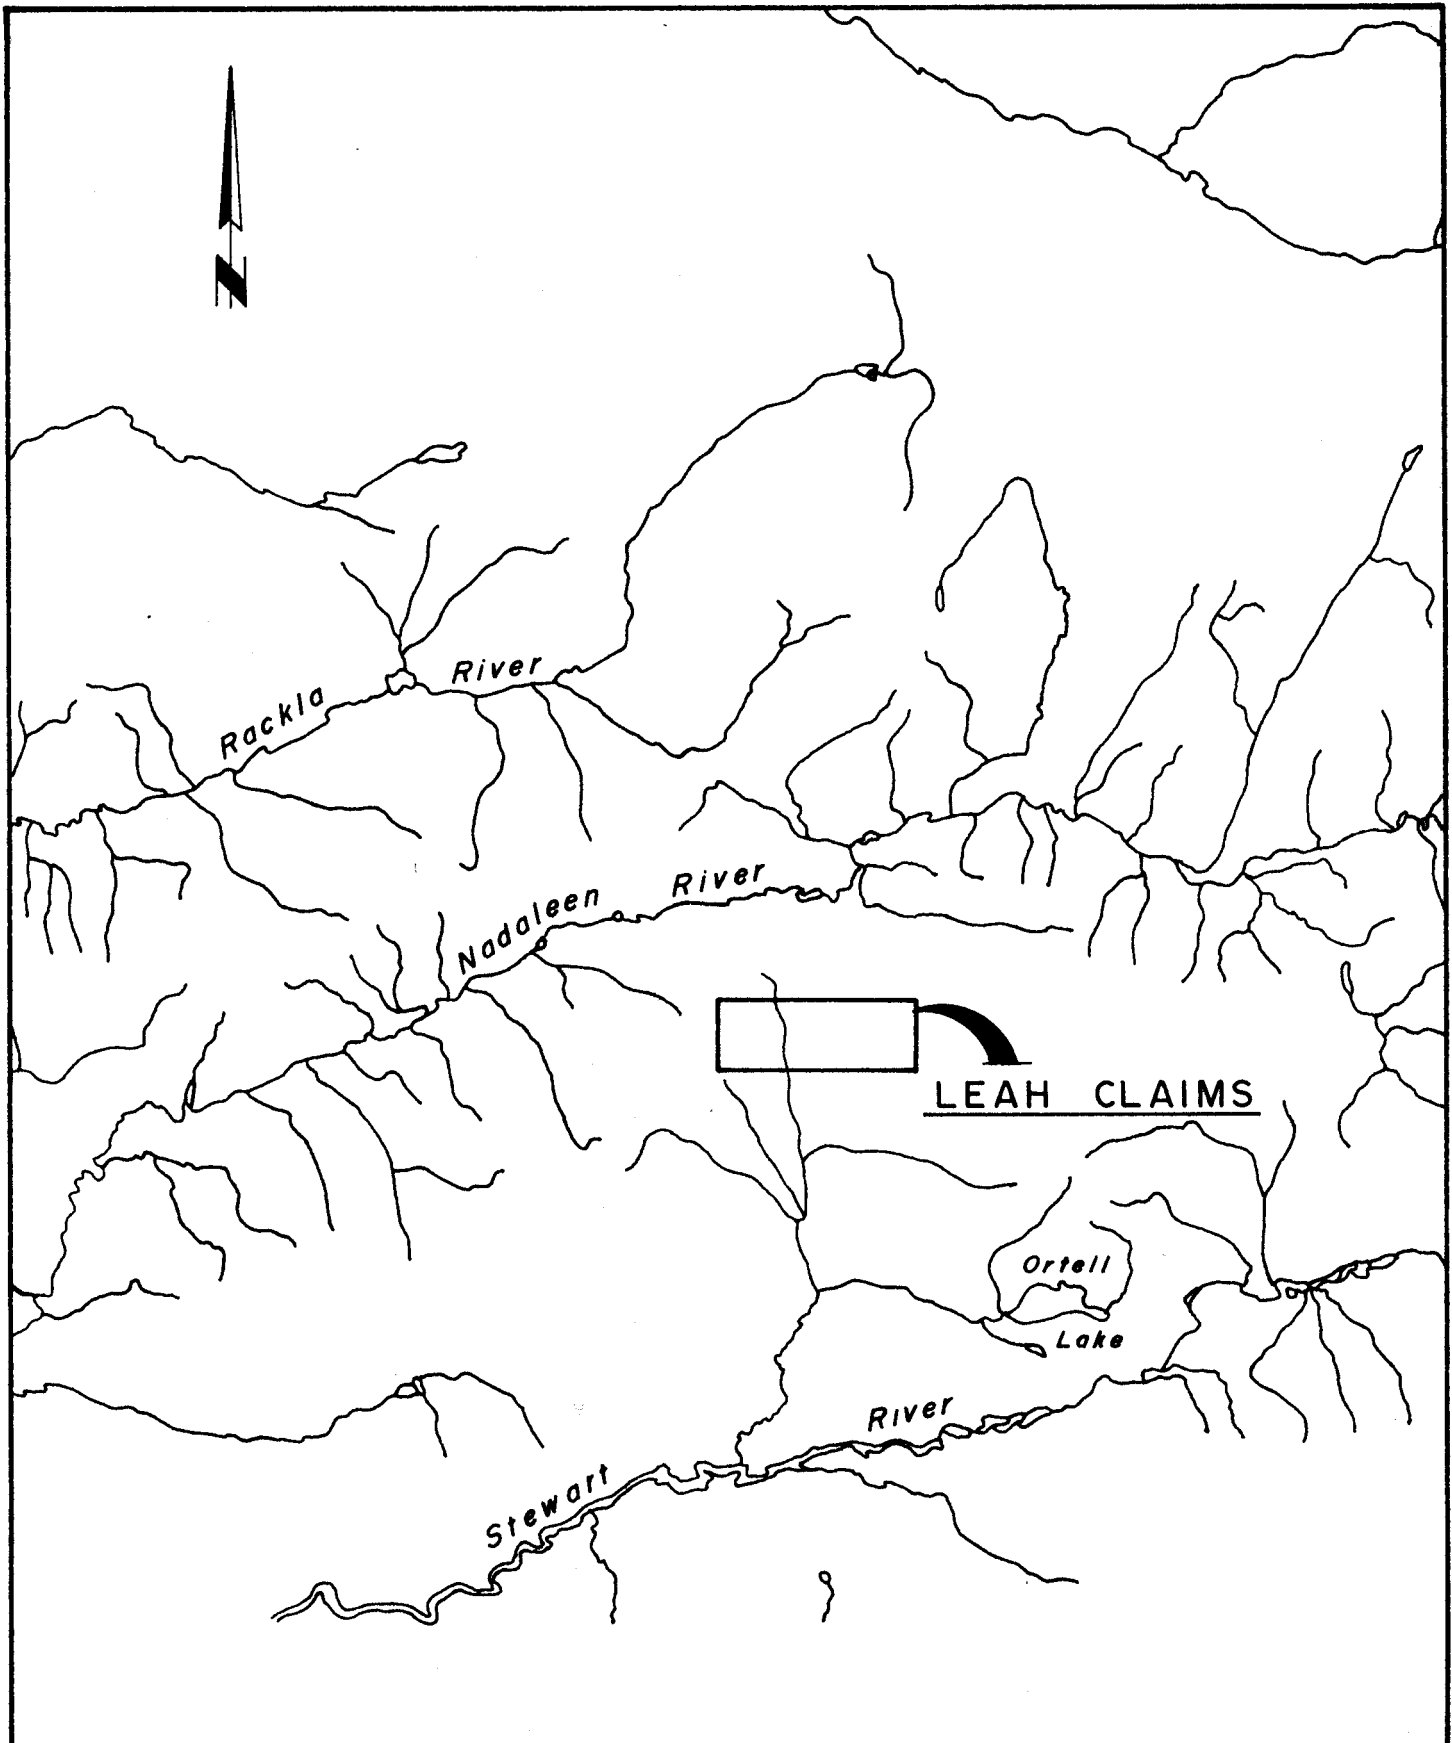 N
Rackla River
Nadaleen River
LEAH CLAIMS
Ortell
Lake
Stewart River